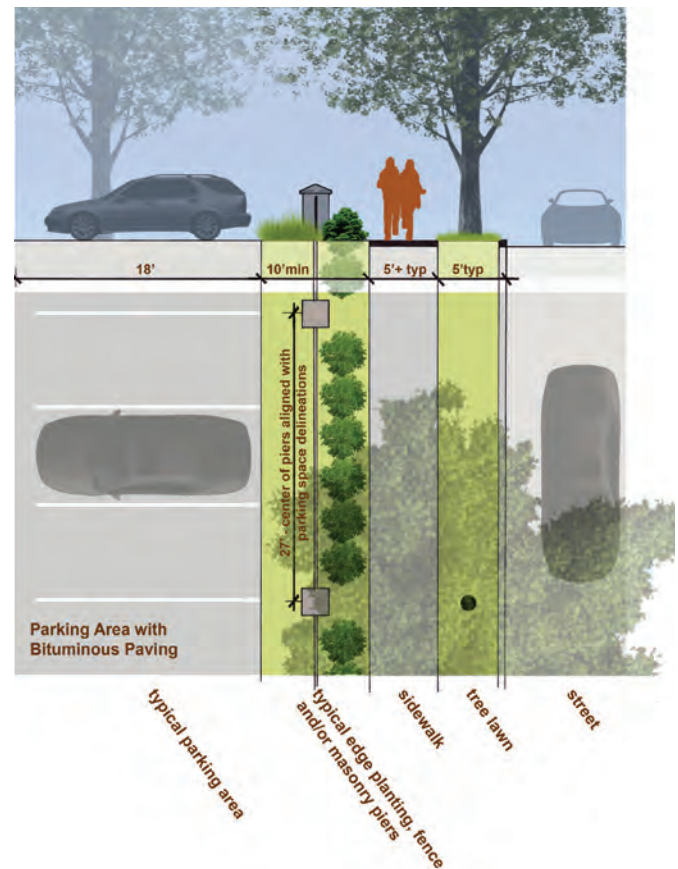 18'
10'min
5'+ typ
5'typ
27' - center of piers aligned with
parking space delineations
Parking Area with
Bituminous Paving
typical parking area
typical edge planting, fence
and/or masonry piers
sidewalk
tree lawn
street